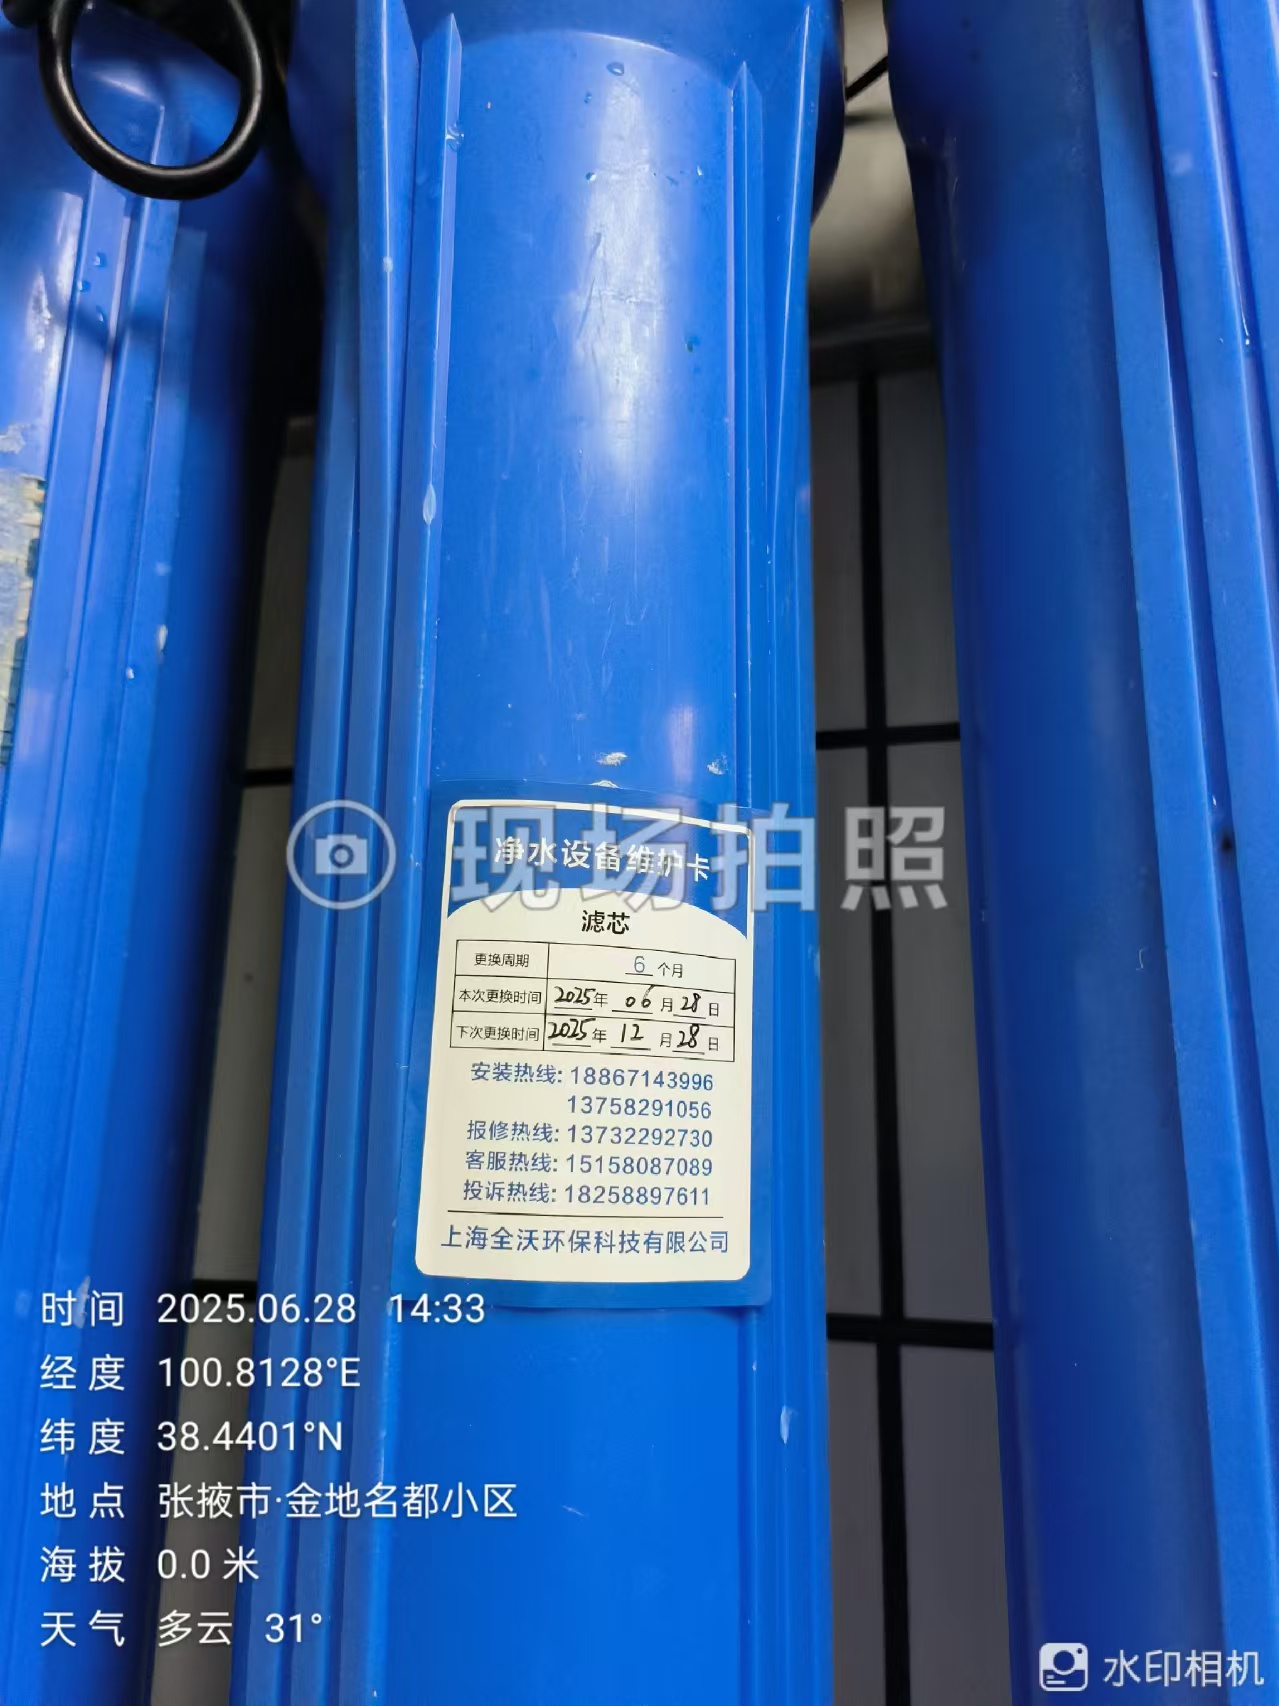 现场拍照
净水设备维护卡
滤芯
更换周期 6 个月
本次更换时间 2025年 06 月 28 日
下次更换时间 2025年 12 月 28 日
安装热线: 18867143996
13758291056
报修热线: 13732292730
客服热线: 15158087089
投诉热线: 18258897611
上海全沃环保科技有限公司
时间 2025.06.28 14:33
经度 100.8128°E
纬度 38.4401°N
地点 张掖市·金地名都小区
海拔 0.0 米
天气 多云 31°
水印相机